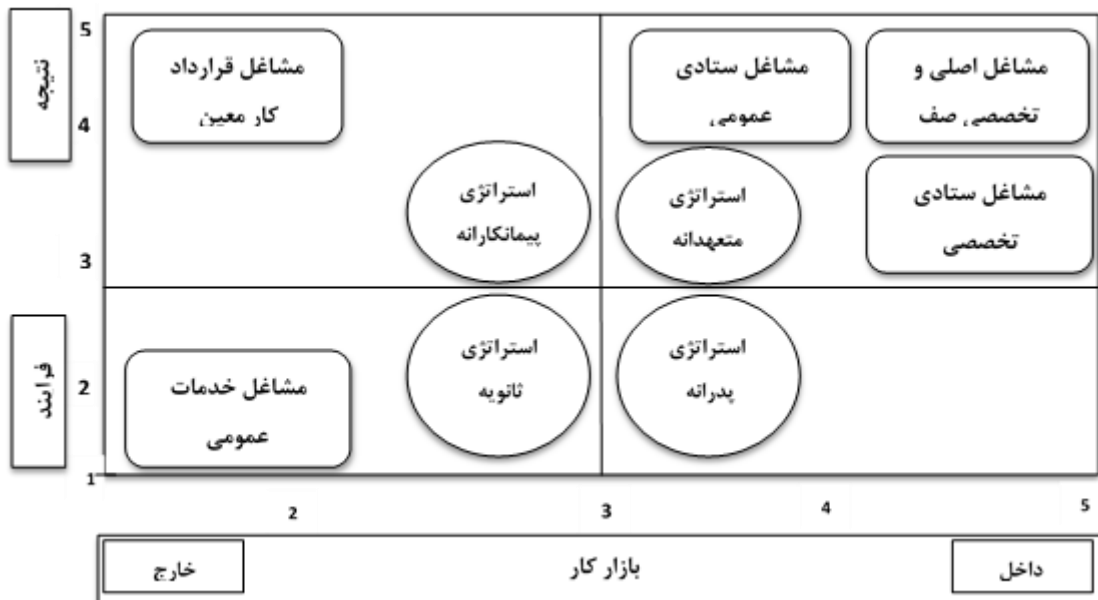 نتیجه
5
4
3
فرایند
2
1
مشاغل اصلی و
تخصصی صف
مشاغل ستادی
عمومی
مشاغل قرارداد
کار معین
مشاغل ستادی
تخصصی
استراتژی
متعهدانه
استراتژی
پیمانکارانه
استراتژی
پدرانه
استراتژی
ثانویه
مشاغل خدمات
عمومی
2
3
4
5
داخل
بازار کار
خارج